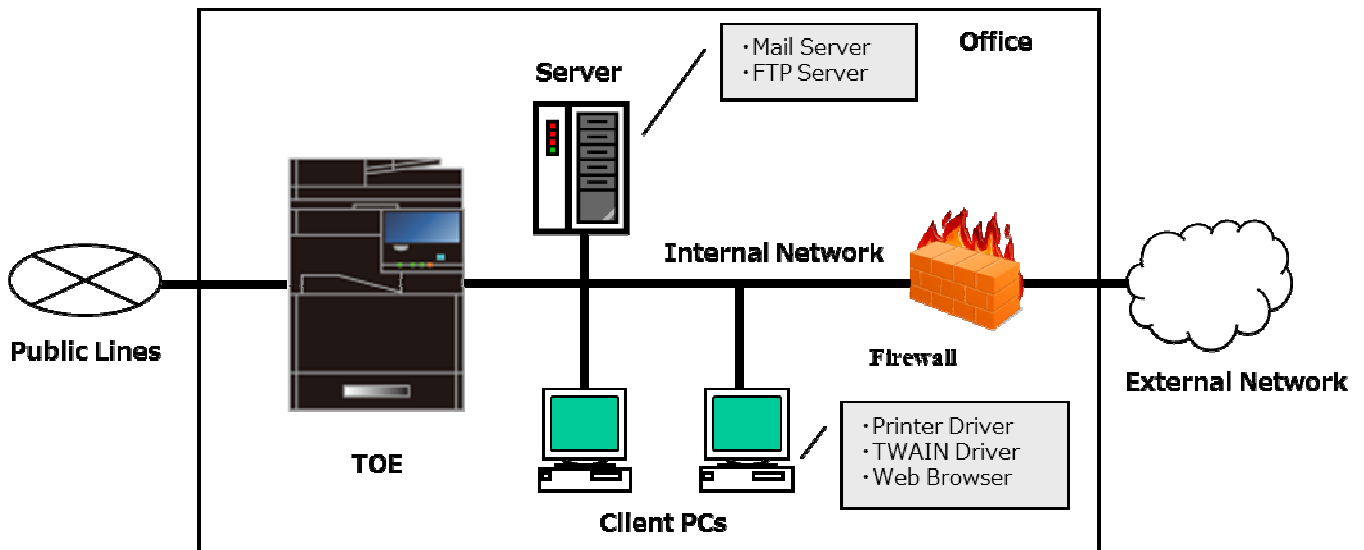 Office
・Mail Server
・FTP Server
Server
Internal Network
Public Lines
Firewall
External Network
TOE
・Printer Driver
・TWAIN Driver
・Web Browser
Client PCs